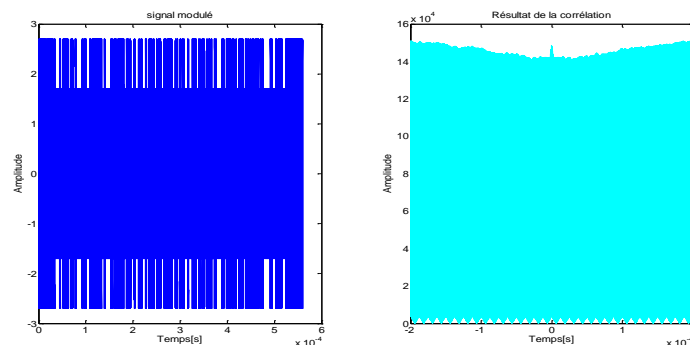 signal modulé
3
2
1
0
-1
-2
-3
Amplitude
0 1 2 3 4 5 6
Temps[s]
x 10⁻⁴
Résultat de la corrélation
x 10⁴
16
14
12
10
8
6
4
2
0
Amplitude
-2 -1 0 1
Temps[s]
x 10